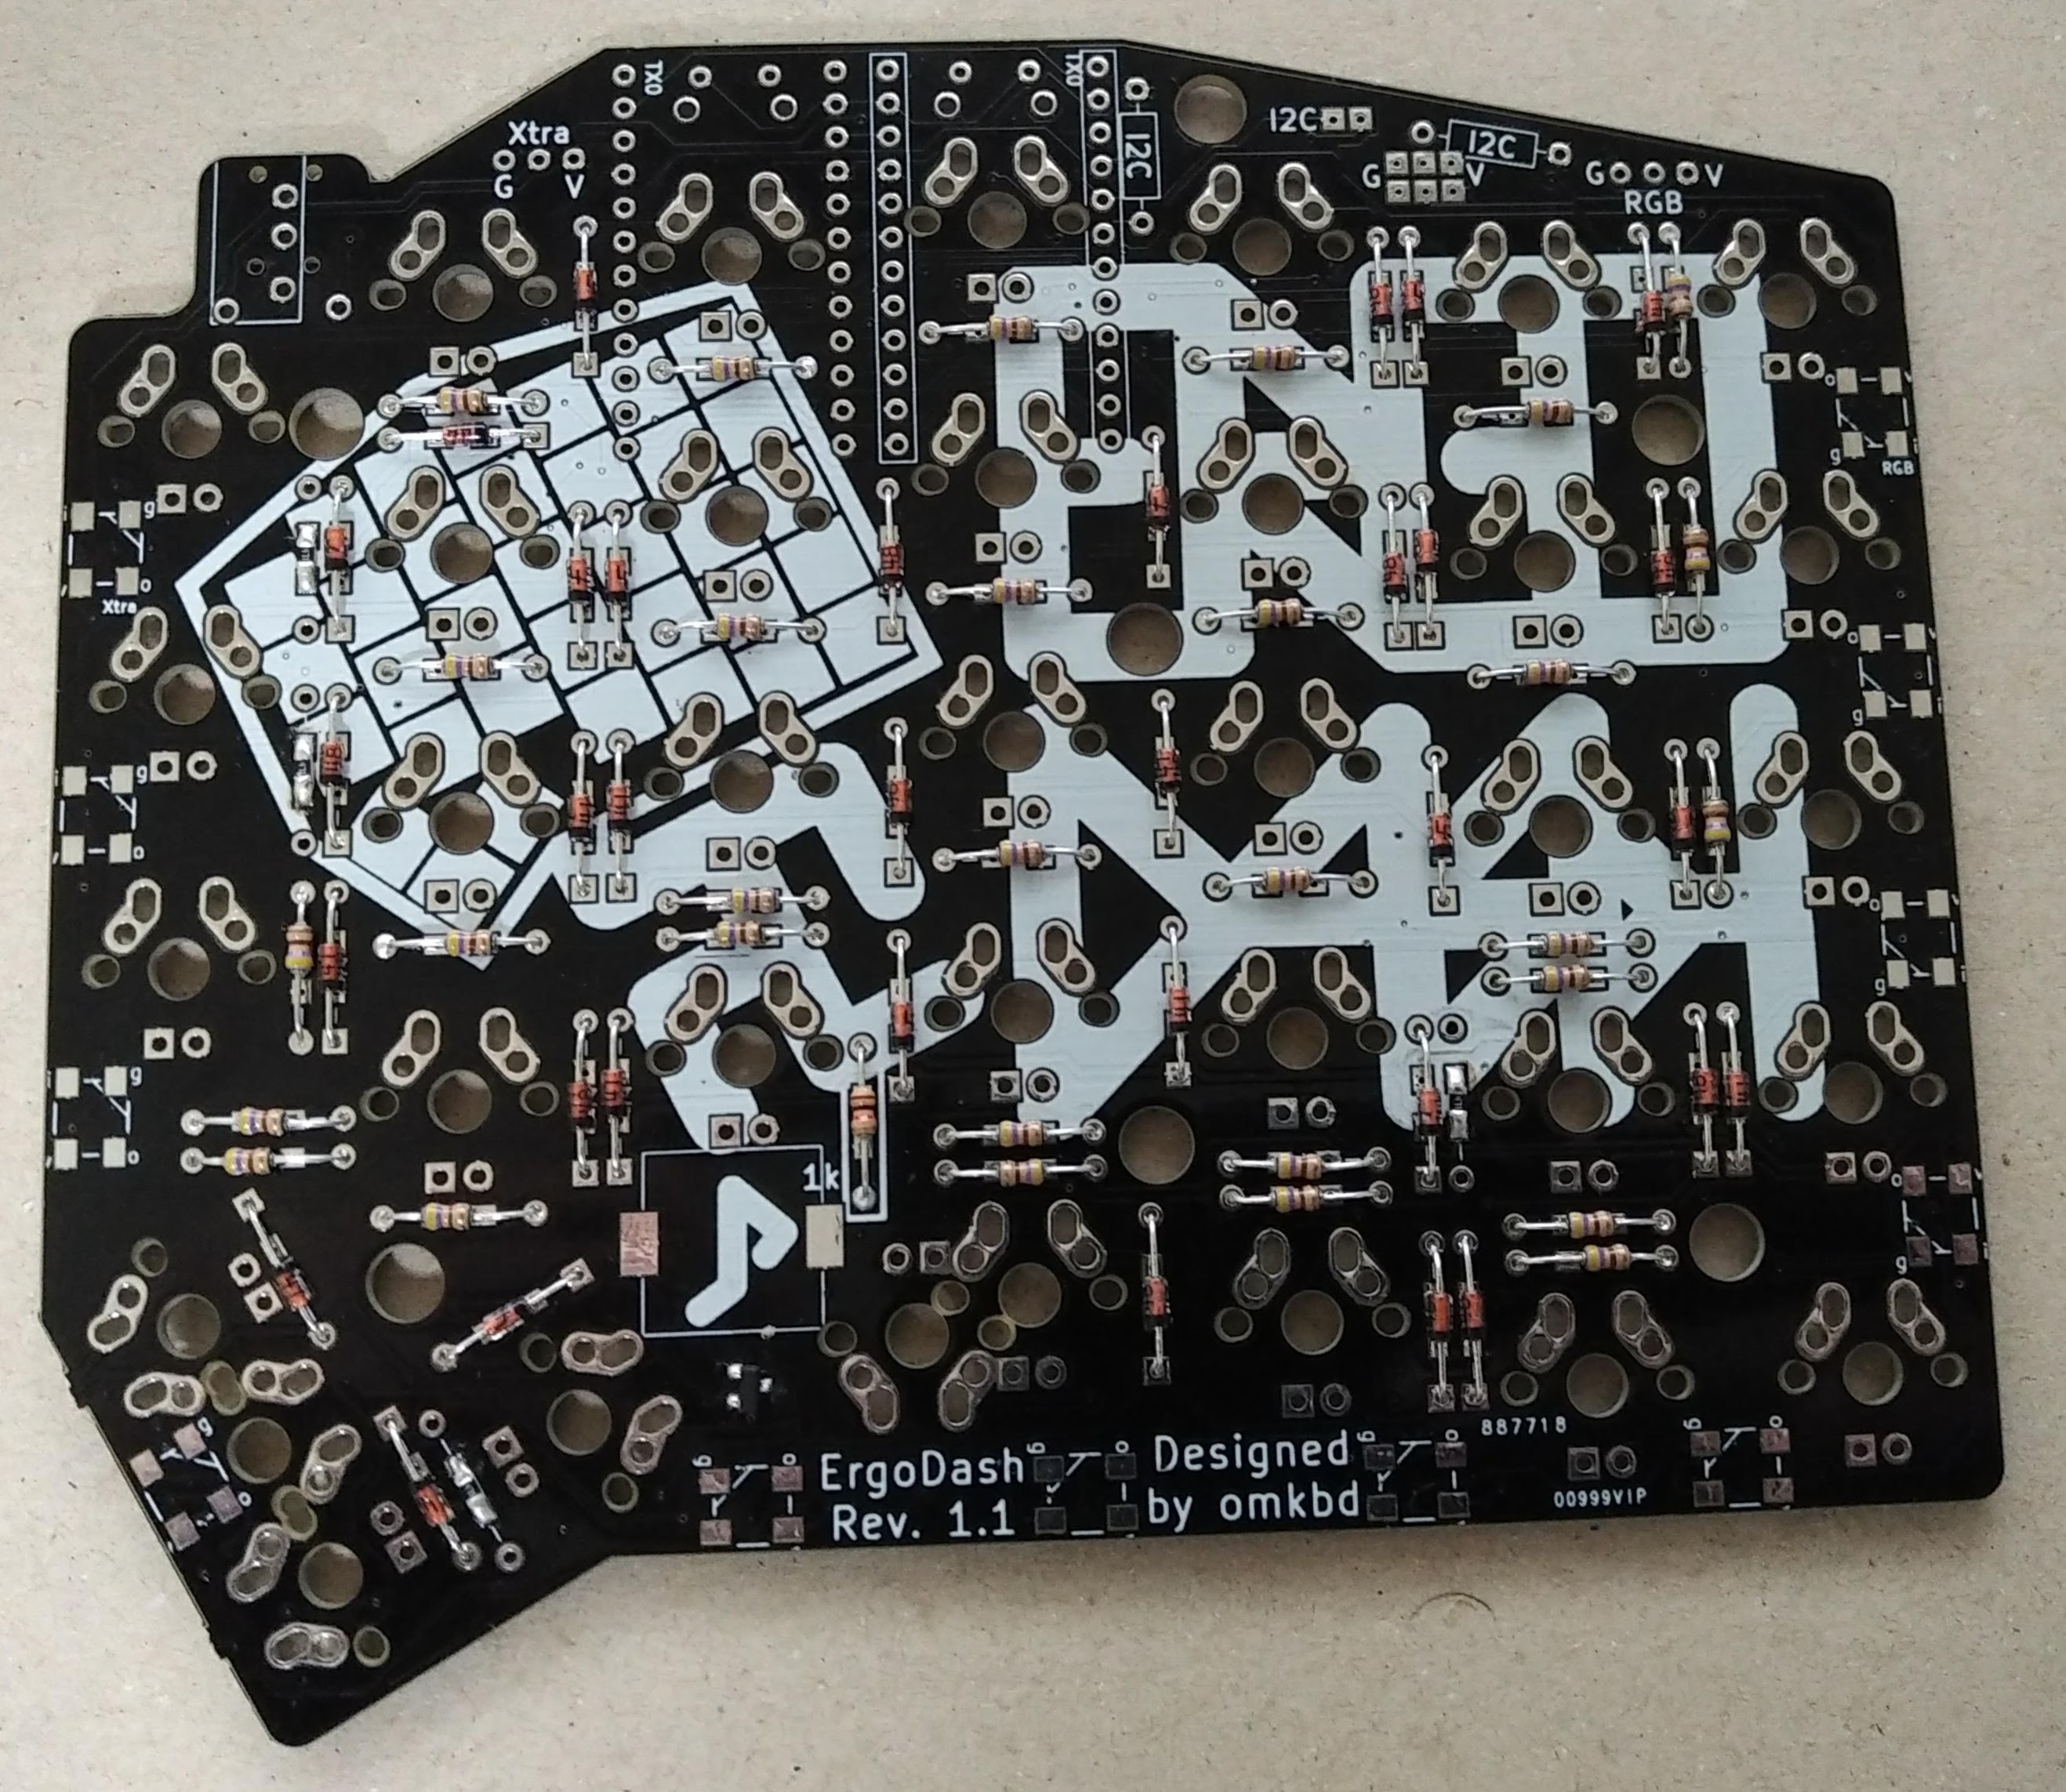 TX0
TX0
Xtra
G V
I2C
I2C
I2C
G V
G V
RGB
g
RGB
g
Xtra
g
g
g
1k
g
g
g o
g o
g o
g o
ErgoDash
Rev. 1.1
Designed
by omkbd
887718
00999VIP